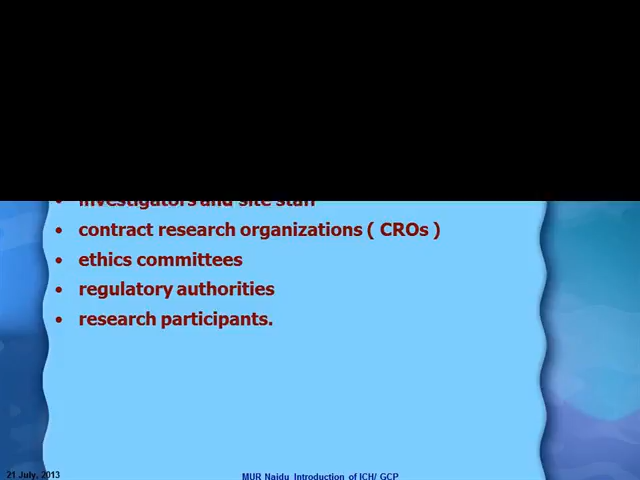 • investigators and site staff
• contract research organizations ( CROs )
• ethics committees
• regulatory authorities
• research participants.
21 July, 2013
MUR Naidu Introduction of ICH/ GCP